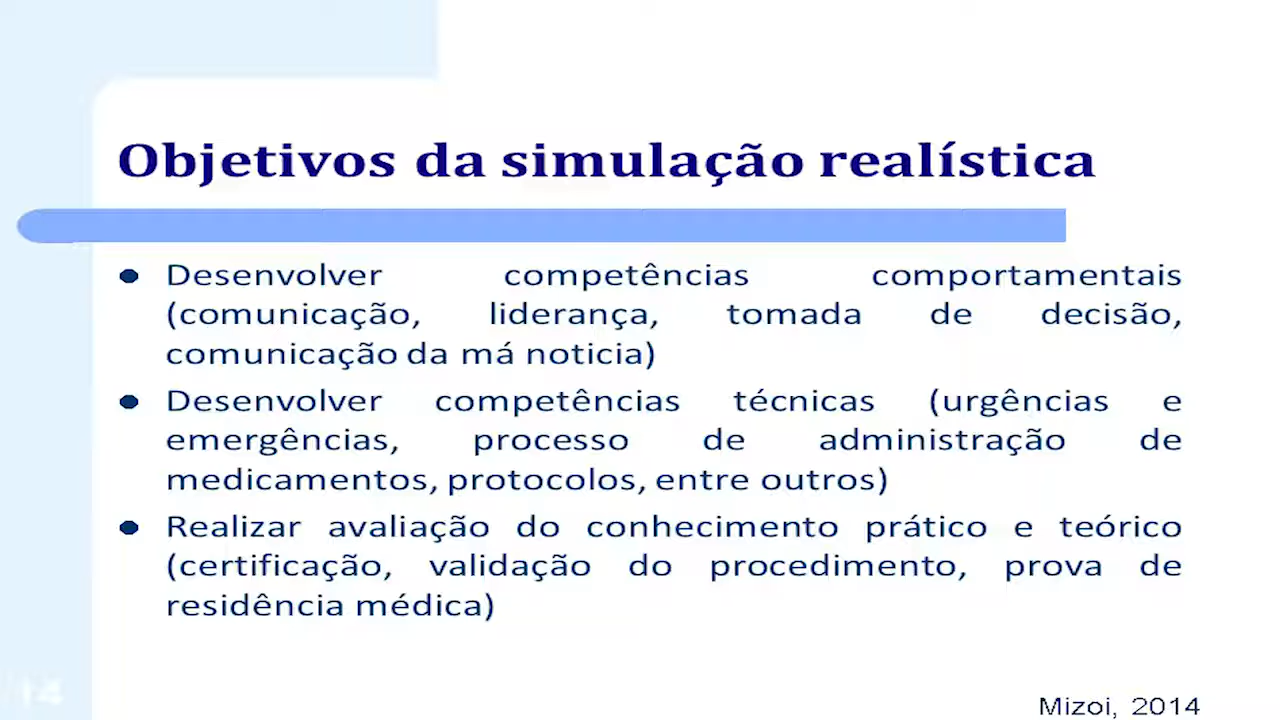 Objetivos da simulação realística
● Desenvolver competências comportamentais
(comunicação, liderança, tomada de decisão,
comunicação da má noticia)
● Desenvolver competências técnicas (urgências e
emergências, processo de administração de
medicamentos, protocolos, entre outros)
● Realizar avaliação do conhecimento prático e teórico
(certificação, validação do procedimento, prova de
residência médica)
Mizoi, 2014